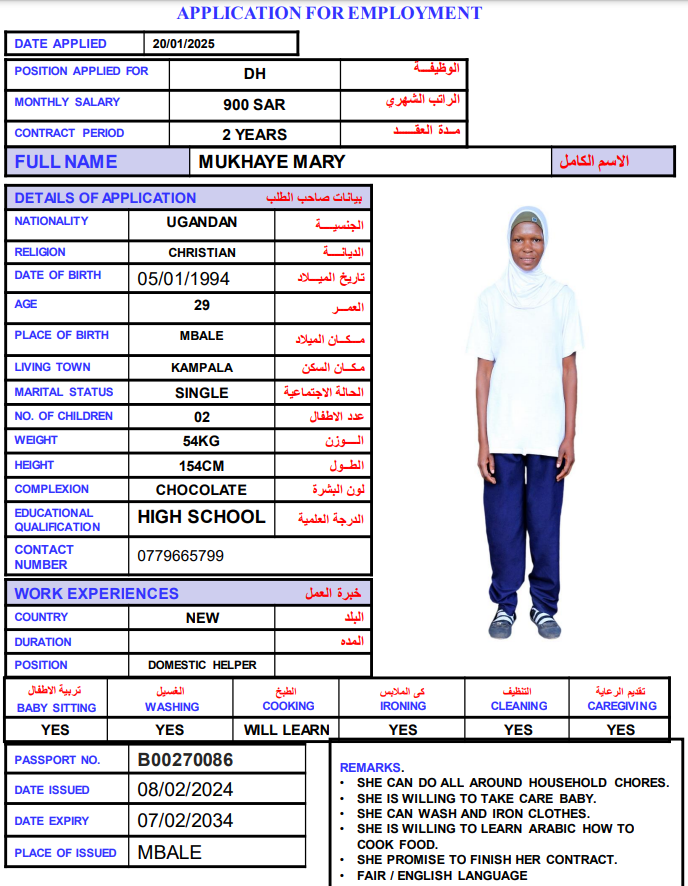 APPLICATION FOR EMPLOYMENT
DATE APPLIED 20/01/2025
POSITION APPLIED FOR DH الوظيفـــة
MONTHLY SALARY 900 SAR الراتب الشهري
CONTRACT PERIOD 2 YEARS مـدة العقـــد
FULL NAME MUKHAYE MARY الاسم الكامل
DETAILS OF APPLICATION بيانات صاحب الطلب
NATIONALITY UGANDAN الجنسيـــة
RELIGION CHRISTIAN الديانـــة
DATE OF BIRTH 05/01/1994 تاريخ الميـــلاد
AGE 29 العمـــر
PLACE OF BIRTH MBALE مـكـــان الميلاد
LIVING TOWN KAMPALA مكـان السكن
MARITAL STATUS SINGLE الحالة الاجتماعية
NO. OF CHILDREN 02 عدد الاطفال
WEIGHT 54KG الـــوزن
HEIGHT 154CM الطـول
COMPLEXION CHOCOLATE لون البشرة
EDUCATIONAL QUALIFICATION HIGH SCHOOL الدرجة العلمية
CONTACT NUMBER 0779665799
WORK EXPERIENCES خبرة العمل
COUNTRY NEW البلد
DURATION المده
POSITION DOMESTIC HELPER
تربية الاطفال الغسيل الطبخ كى الملابس التنظيف تقديم الرعاية
BABY SITTING WASHING COOKING IRONING CLEANING CAREGIVING
YES YES WILL LEARN YES YES YES
PASSPORT NO. B00270086
DATE ISSUED 08/02/2024
DATE EXPIRY 07/02/2034
PLACE OF ISSUED MBALE
REMARKS.
• SHE CAN DO ALL AROUND HOUSEHOLD CHORES.
• SHE IS WILLING TO TAKE CARE BABY.
• SHE CAN WASH AND IRON CLOTHES.
• SHE IS WILLING TO LEARN ARABIC HOW TO
COOK FOOD.
• SHE PROMISE TO FINISH HER CONTRACT.
• FAIR / ENGLISH LANGUAGE